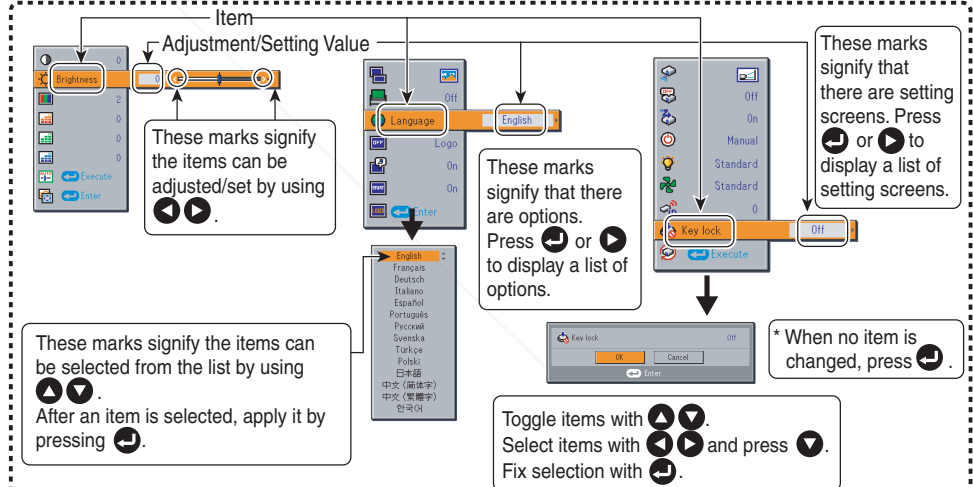 Item
Adjustment/Setting Value
0
Brightness
0
2
0
0
0
Execute
Enter
These marks signify
the items can be
adjusted/set by using
.
Off
Language
English
OFF
Logo
On
START
On
LOGO
Enter
These marks
signify that there
are options.
Press or
to display a list of
options.
OFF
Off
On
Manual
Standard
Standard
0
Key lock
Off
Execute
These marks
signify that
there are setting
screens. Press
or to
display a list of
setting screens.
English
Français
Deutsch
Italiano
Español
Português
Русский
Svenska
Türkçe
Polski
日本語
中文 (简体字)
中文 (繁體字)
한국어
These marks signify the items can
be selected from the list by using
.
After an item is selected, apply it by
pressing .
Key lock Off
OK Cancel
Enter
* When no item is
changed, press .
Toggle items with .
Select items with and press .
Fix selection with .